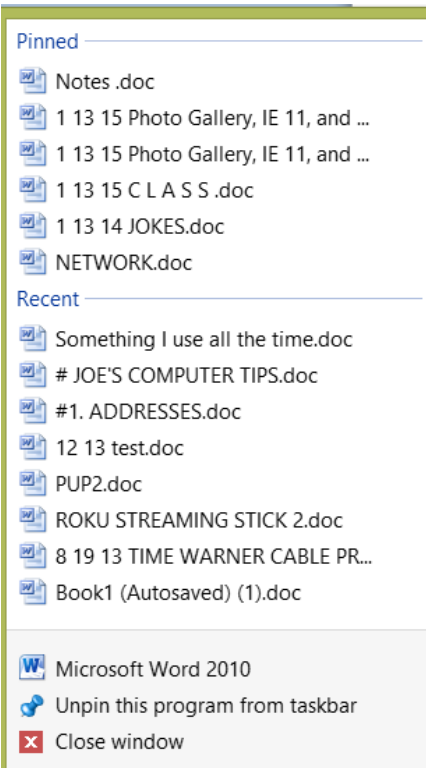 Pinned
Notes .doc
1 13 15 Photo Gallery, IE 11, and ...
1 13 15 Photo Gallery, IE 11, and ...
1 13 15 C L A S S .doc
1 13 14 JOKES.doc
NETWORK.doc
Recent
Something I use all the time.doc
# JOE'S COMPUTER TIPS.doc
#1. ADDRESSES.doc
12 13 test.doc
PUP2.doc
ROKU STREAMING STICK 2.doc
8 19 13 TIME WARNER CABLE PR...
Book1 (Autosaved) (1).doc
Microsoft Word 2010
Unpin this program from taskbar
Close window